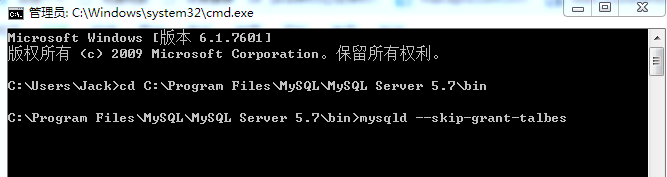 管理员: C:\Windows\system32\cmd.exe
Microsoft Windows [版本 6.1.7601]
版权所有 (c) 2009 Microsoft Corporation。保留所有权利。
C:\Users\Jack>cd C:\Program Files\MySQL\MySQL Server 5.7\bin
C:\Program Files\MySQL\MySQL Server 5.7\bin>mysqld --skip-grant-talbes